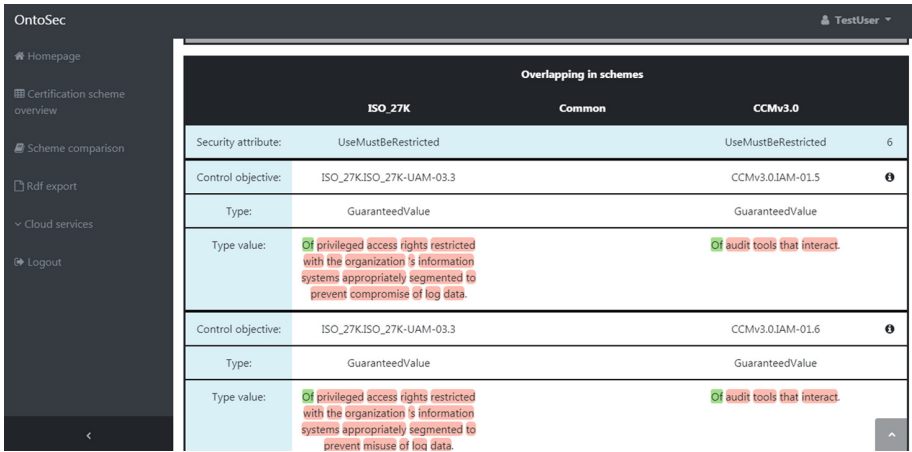 OntoSec
TestUser
Homepage
Certification scheme
overview
Scheme comparison
Rdf export
Cloud services
Logout
Overlapping in schemes
ISO_27K Common CCMv3.0
Security attribute: UseMustBeRestricted UseMustBeRestricted 6
Control objective: ISO_27K.ISO_27K-UAM-03.3 CCMv3.0.IAM-01.5
Type: GuaranteedValue GuaranteedValue
Type value: Of privileged access rights restricted Of audit tools that interact.
with the organization 's information
systems appropriately segmented to
prevent compromise of log data.
Control objective: ISO_27K.ISO_27K-UAM-03.3 CCMv3.0.IAM-01.6
Type: GuaranteedValue GuaranteedValue
Type value: Of privileged access rights restricted Of audit tools that interact.
with the organization 's information
systems appropriately segmented to
prevent misuse of log data.